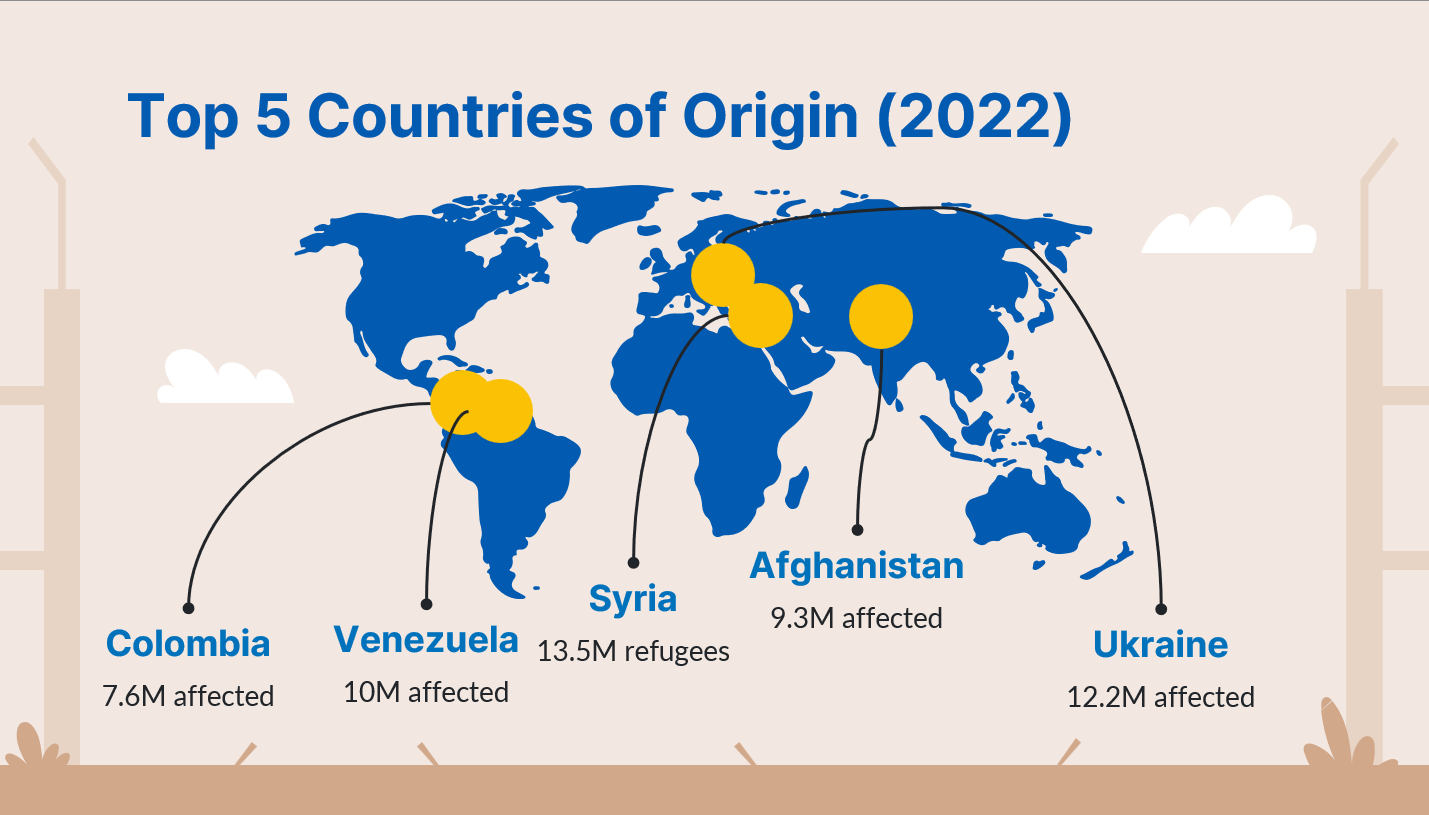 Top 5 Countries of Origin (2022)
Colombia
7.6M affected
Venezuela
10M affected
Syria
13.5M refugees
Afghanistan
9.3M affected
Ukraine
12.2M affected